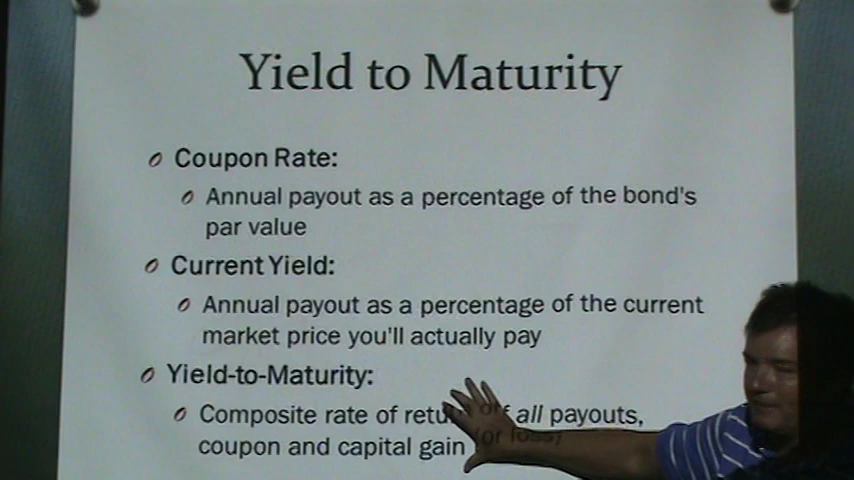 Yield to Maturity
Coupon Rate:
Annual payout as a percentage of the bond's
par value
Current Yield:
Annual payout as a percentage of the current
market price you'll actually pay
Yield-to-Maturity:
Composite rate of return off all payouts,
coupon and capital gain (or loss)